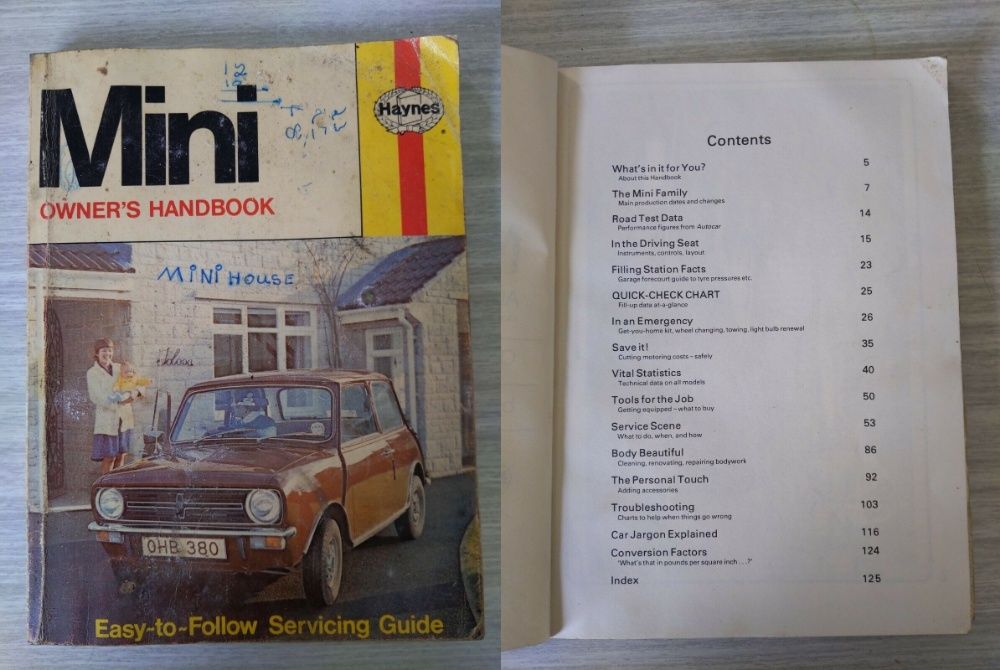 Mini
Haynes
OWNER'S HANDBOOK
MINI HOUSE
OHB 380
Easy-to-Follow Servicing Guide
Contents
What's in it for You? 5
About this Handbook
The Mini Family 7
Main production dates and changes
Road Test Data 14
Performance figures from Autocar
In the Driving Seat 15
Instruments, controls, layout
Filling Station Facts 23
Garage forecourt guide to tyre pressures etc.
QUICK-CHECK CHART 25
Fill-up data at-a-glance
In an Emergency 26
Get-you-home kit, wheel changing, towing, light bulb renewal
Save it! 35
Cutting motoring costs – safely
Vital Statistics 40
Technical data on all models
Tools for the Job 50
Getting equipped – what to buy
Service Scene 53
What to do, when, and how
Body Beautiful 86
Cleaning, renovating, repairing bodywork
The Personal Touch 92
Adding accessories
Troubleshooting 103
Charts to help when things go wrong
Car Jargon Explained 116
Conversion Factors 124
'What's that in pounds per square inch . . .?'
Index 125